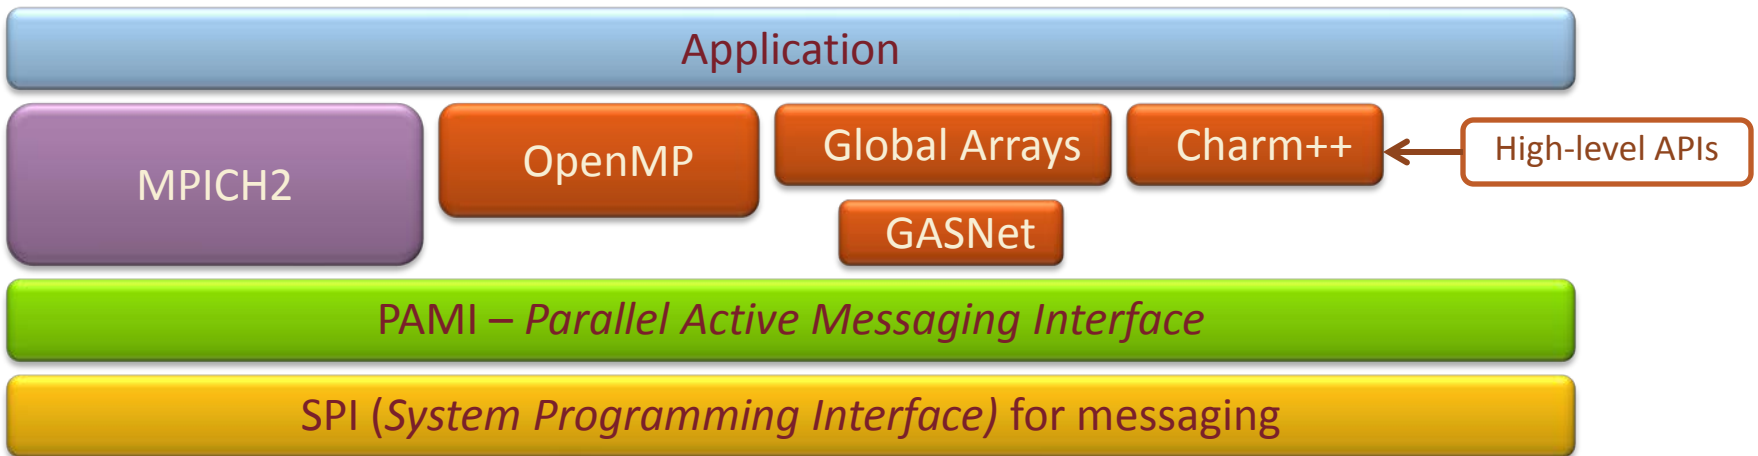 Application
MPICH2
OpenMP
Global Arrays
Charm++
High-level APIs
GASNet
PAMI – Parallel Active Messaging Interface
SPI (System Programming Interface) for messaging